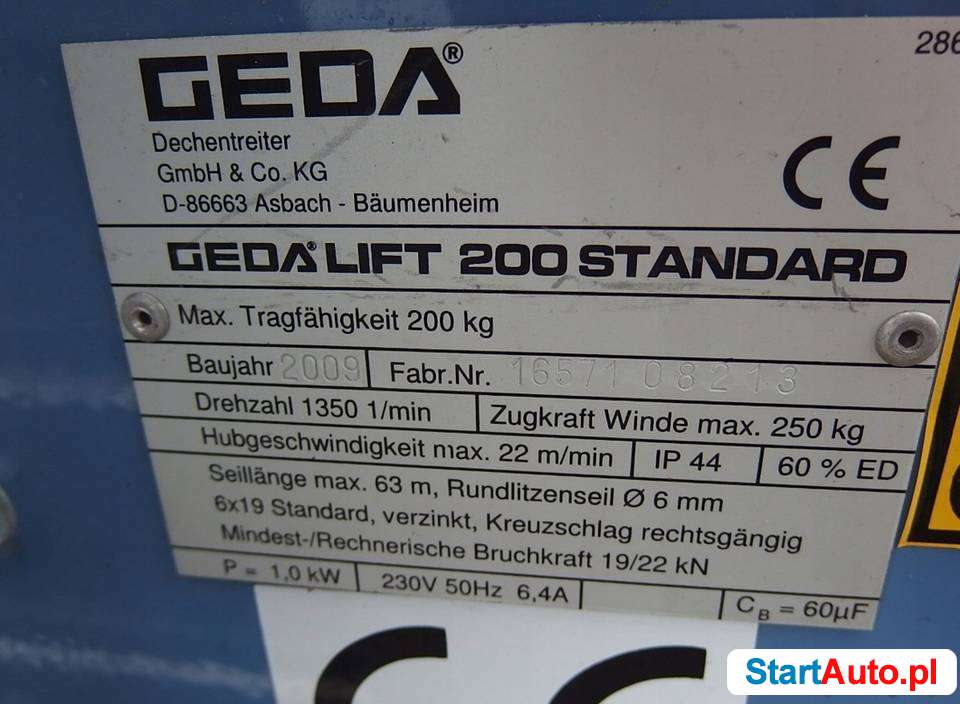 GEDA®
286
Dechentreiter
GmbH & Co. KG
D-86663 Asbach - Bäumenheim
CE
GEDA® LIFT 200 STANDARD
Max. Tragfähigkeit 200 kg
Baujahr 2009 Fabr.Nr. 16571 08213
Drehzahl 1350 1/min Zugkraft Winde max. 250 kg
Hubgeschwindigkeit max. 22 m/min IP 44 60 % ED
Seillänge max. 63 m, Rundlitzenseil Ø 6 mm
6x19 Standard, verzinkt, Kreuzschlag rechtsgängig
Mindest-/Rechnerische Bruchkraft 19/22 kN
P = 1,0 kW 230V 50Hz 6,4A C_B = 60µF
CE
StartAuto.pl